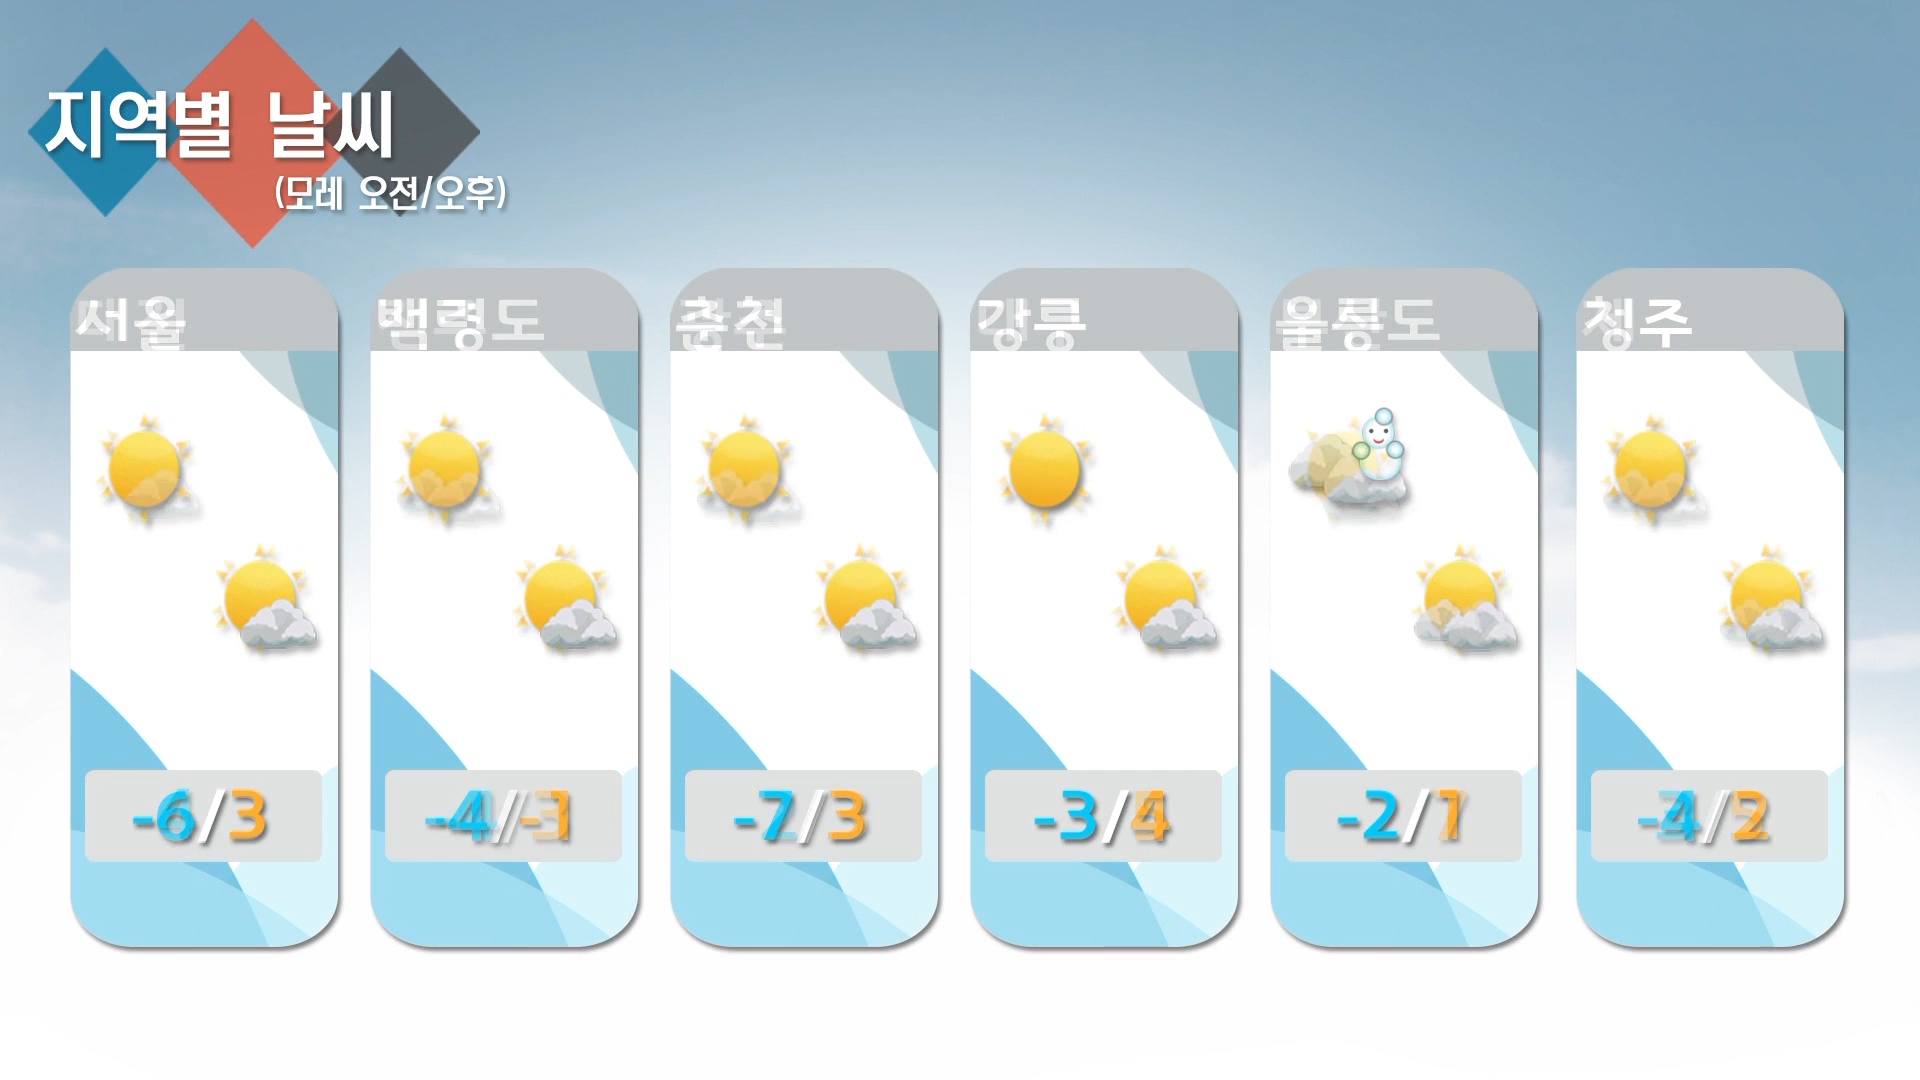 지역별 날씨
(모레 오전/오후)
서울
백령도
춘천
강릉
울릉도
청주
-6/3
-4/-1
-7/3
-3/4
-2/1
-4/2